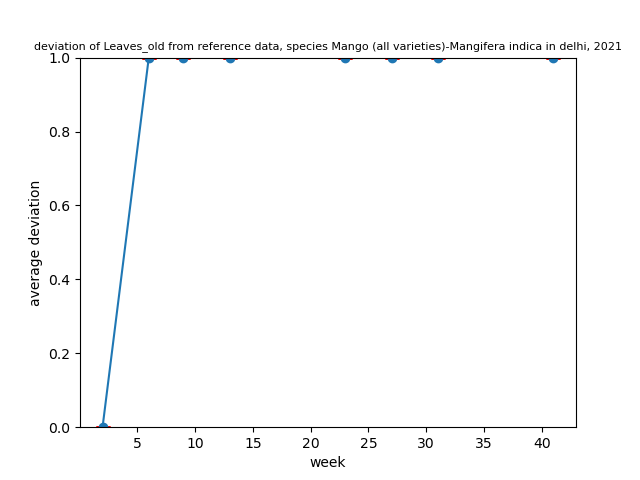 deviation of Leaves_old from reference data, species Mango (all varieties)-Mangifera indica in delhi, 2021
1.0
0.8
0.6
0.4
0.2
0.0
average deviation
5 10 15 20 25 30 35 40
week